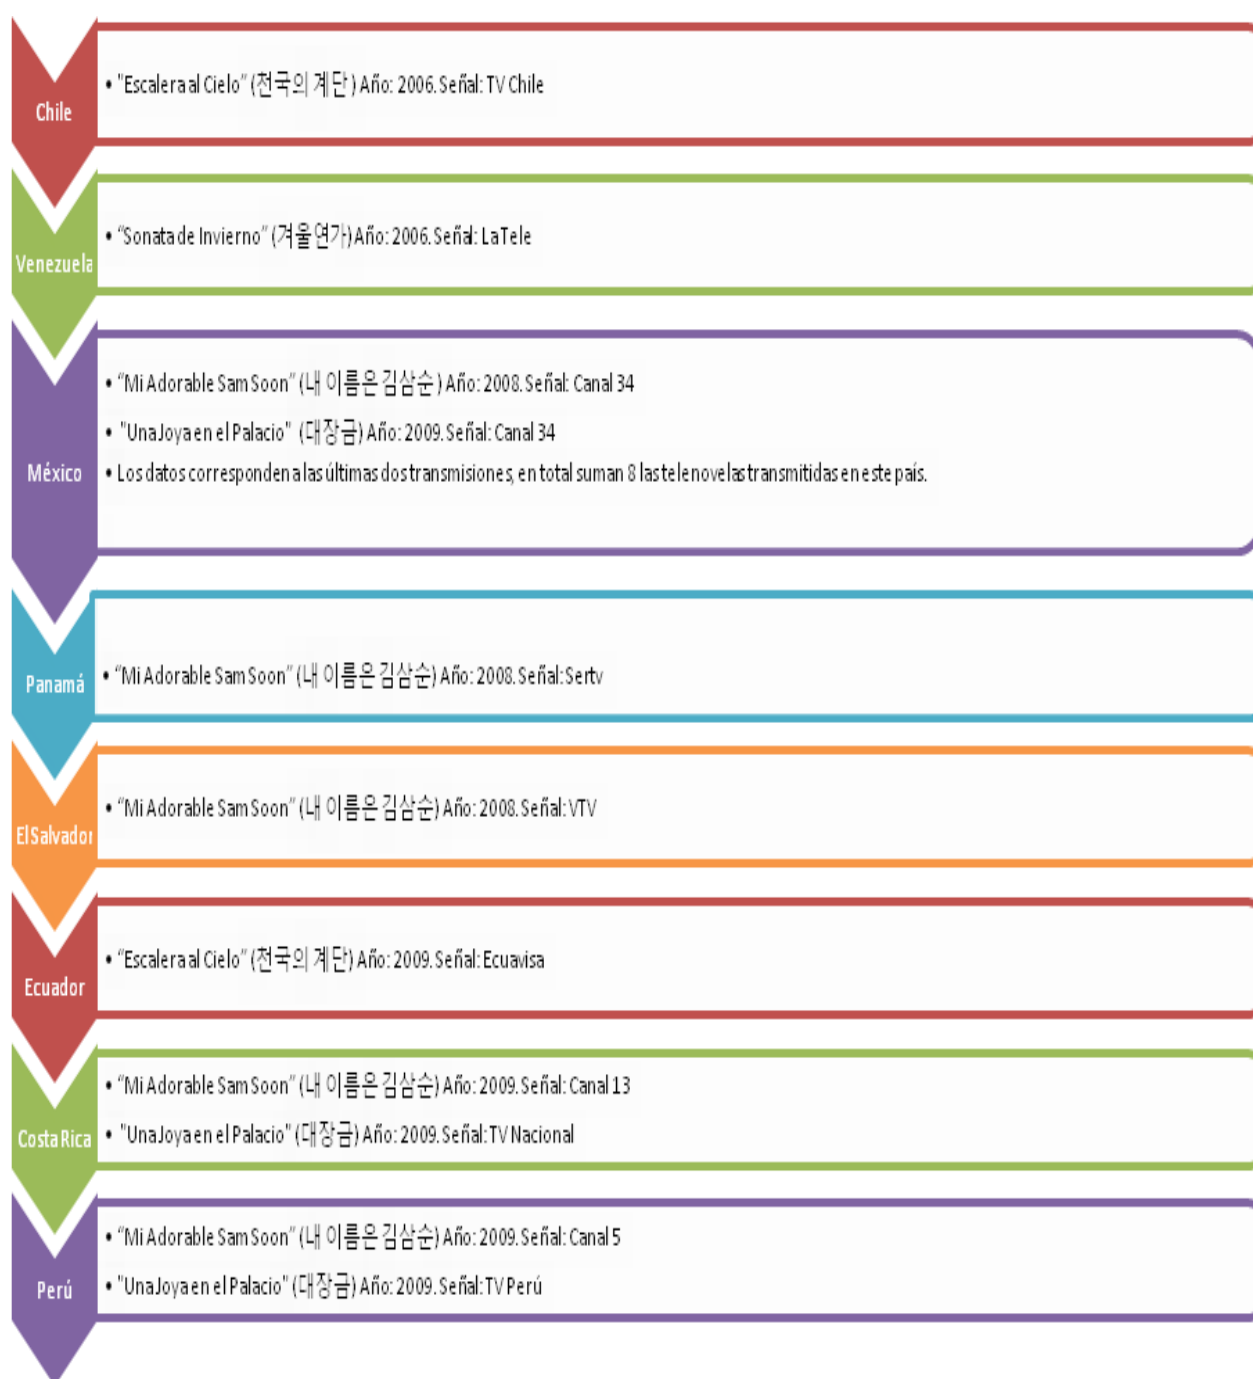 Chile
• "Escalera al Cielo" (천국의 계단 ) Año: 2006. Señal: TV Chile
Venezuela
• “Sonata de Invierno” (겨울연가) Año: 2006. Señal: La Tele
México
• “Mi Adorable Sam Soon” (내 이름은 김삼순 ) Año: 2008. Señal: Canal 34
• "Una Joya en el Palacio" (대장금) Año: 2009. Señal: Canal 34
• Los datos corresponden a las últimas dos transmisiones, en total suman 8 las telenovelas transmitidas en este país.
Panamá
• “Mi Adorable Sam Soon” (내 이름은 김삼순) Año: 2008. Señal: Sertv
El Salvador
• “Mi Adorable Sam Soon” (내 이름은 김삼순) Año: 2008. Señal: VTV
Ecuador
• “Escalera al Cielo” (천국의 계단) Año: 2009. Señal: Ecuavisa
Costa Rica
• “Mi Adorable Sam Soon” (내 이름은 김삼순) Año: 2009. Señal: Canal 13
• "Una Joya en el Palacio" (대장금) Año: 2009. Señal: TV Nacional
Perú
• “Mi Adorable Sam Soon” (내 이름은 김삼순) Año: 2009. Señal: Canal 5
• "Una Joya en el Palacio" (대장금) Año: 2009. Señal: TV Perú